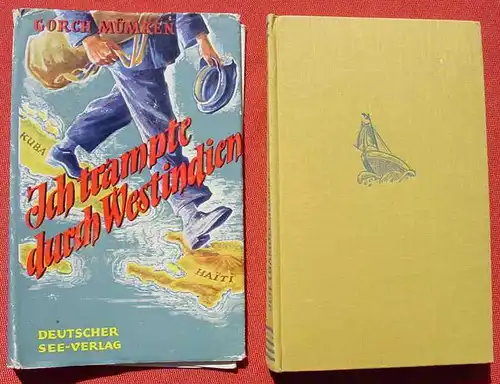 GORCH MÜMKEN
KUBA
Ich trampte
durch Westindien
HAITI
DEUTSCHER
SEE-VERLAG